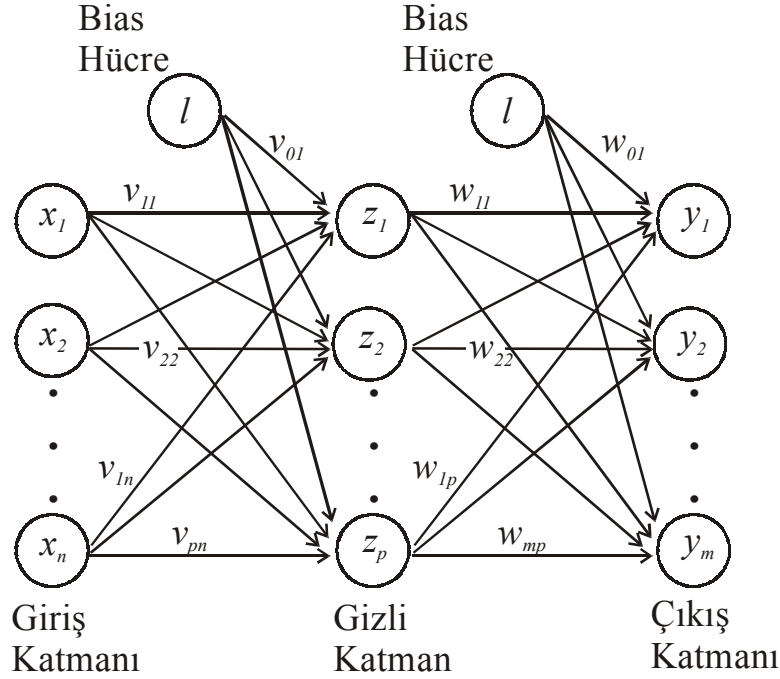 Bias
Hücre
Bias
Hücre
l
l
v01
w01
x1
v11
z1
w11
y1
x2
v22
z2
w22
y2
v1n
w1p
xn
vpn
zp
wmp
ym
Giriş
Katmanı
Gizli
Katman
Çıkış
Katmanı